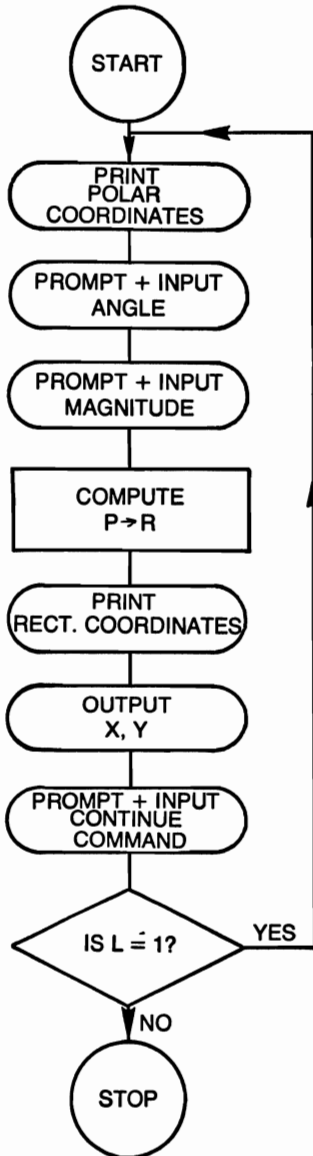 START
PRINT
POLAR
COORDINATES
PROMPT + INPUT
ANGLE
PROMPT + INPUT
MAGNITUDE
COMPUTE
P→R
PRINT
RECT. COORDINATES
OUTPUT
X, Y
PROMPT + INPUT
CONTINUE
COMMAND
IS L = 1?
YES
NO
STOP